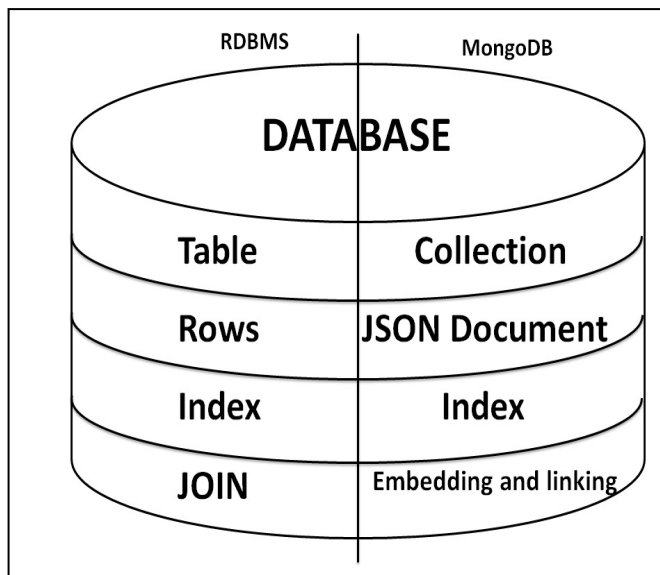 RDBMS
MongoDB
DATABASE
Table
Collection
Rows
JSON Document
Index
Index
JOIN
Embedding and linking